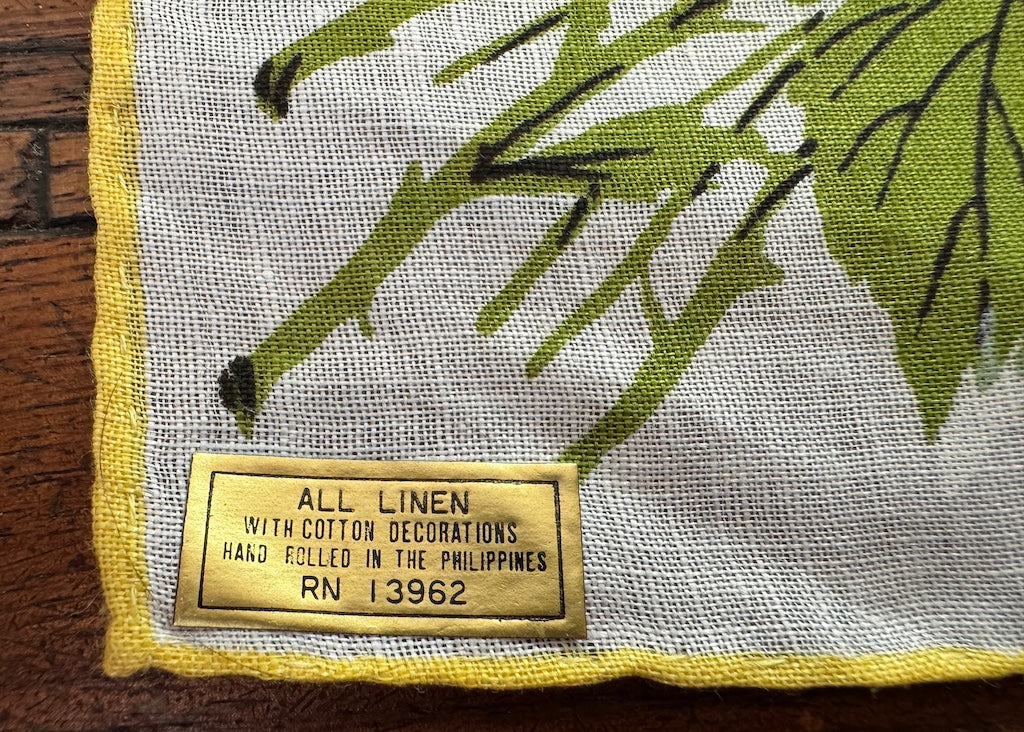 ALL LINEN
WITH COTTON DECORATIONS
HAND ROLLED IN THE PHILIPPINES
RN 13962